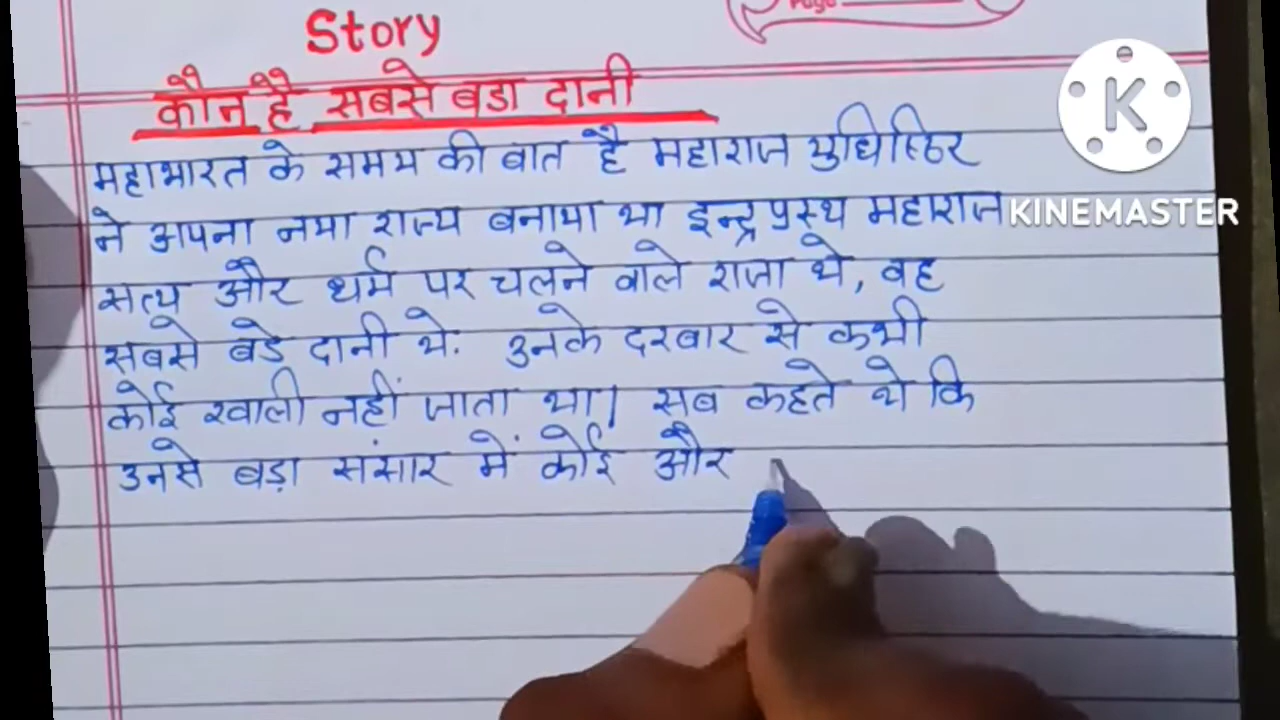 Page
Story
कौन है सबसे बडा दानी
महाभारत के समय की बात है महाराज युधिष्ठिर
ने अपना नया राज्य बनाया था इन्द्रप्रस्थ महाराज
सत्य और धर्म पर चलने वाले राजा थे, वह
सबसे बडे दानी थे. उनके दरबार से कभी
कोई खाली नहीं जाता था। सब कहते थे कि
उनसे बड़ा संसार में कोई और
K
KINEMASTER